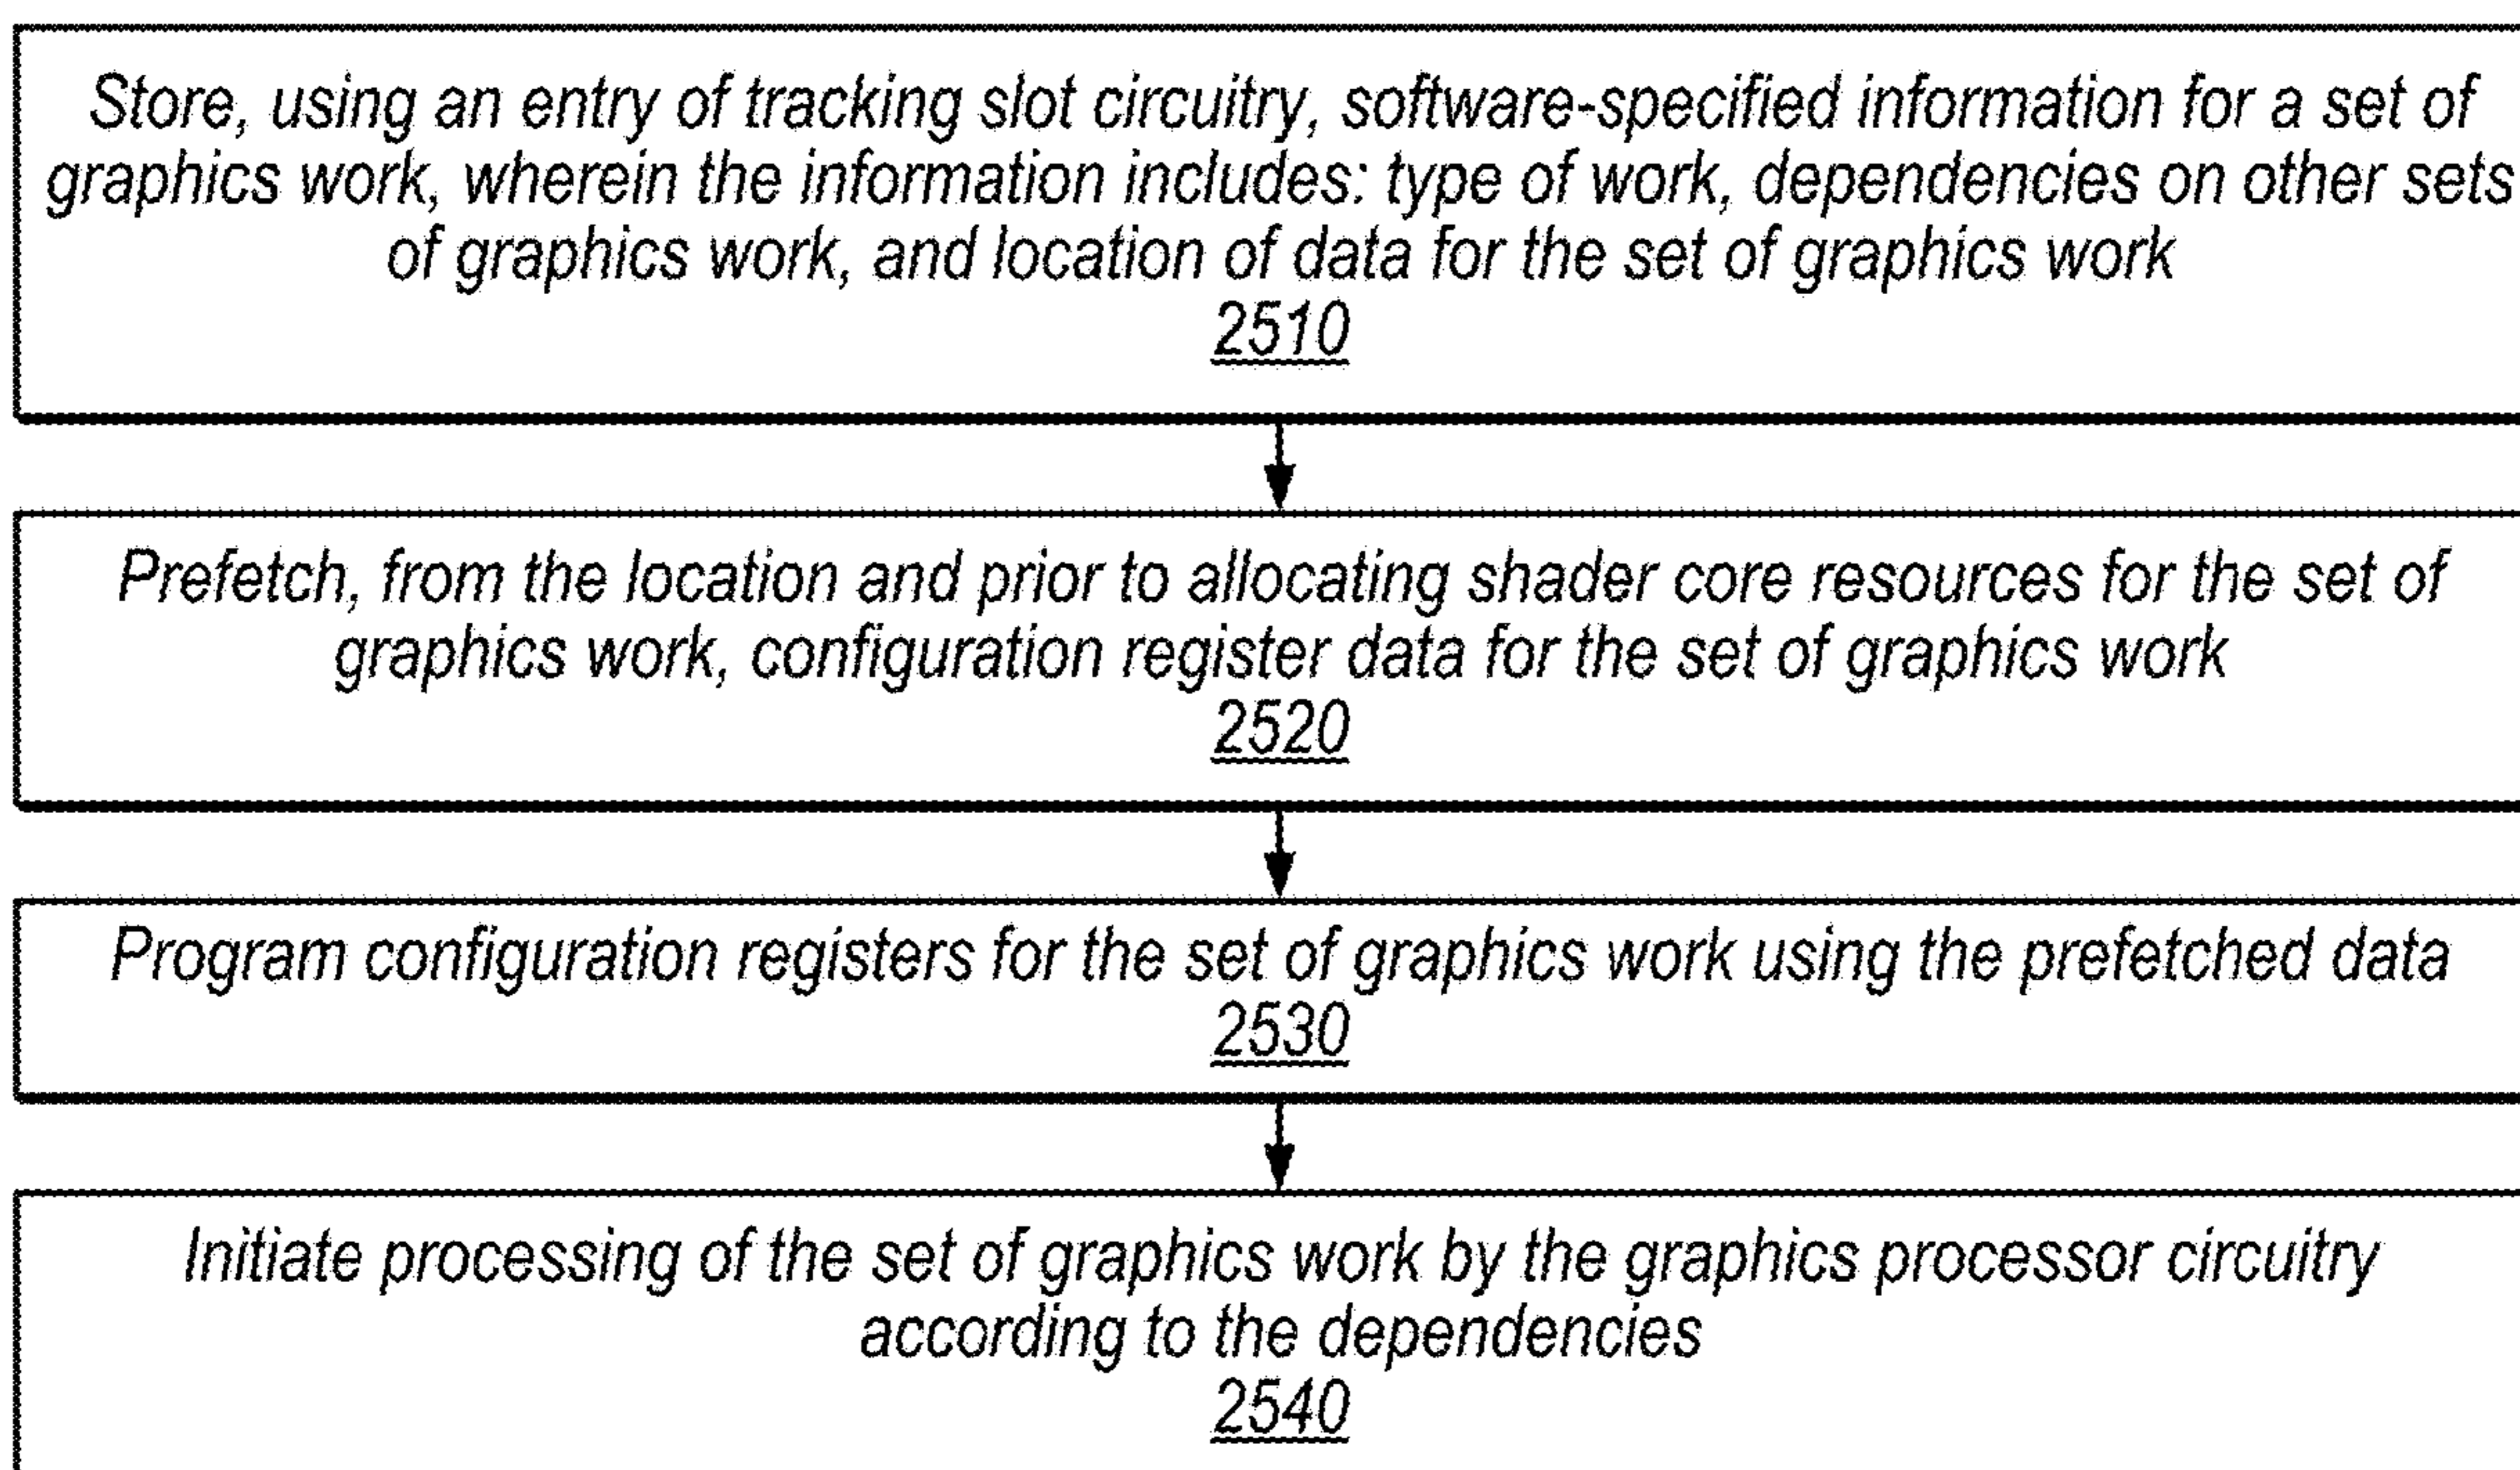 Store, using an entry of tracking slot circuitry, software-specified information for a set of
graphics work, wherein the information includes: type of work, dependencies on other sets
of graphics work, and location of data for the set of graphics work
2510
Prefetch, from the location and prior to allocating shader core resources for the set of
graphics work, configuration register data for the set of graphics work
2520
Program configuration registers for the set of graphics work using the prefetched data
2530
Initiate processing of the set of graphics work by the graphics processor circuitry
according to the dependencies
2540